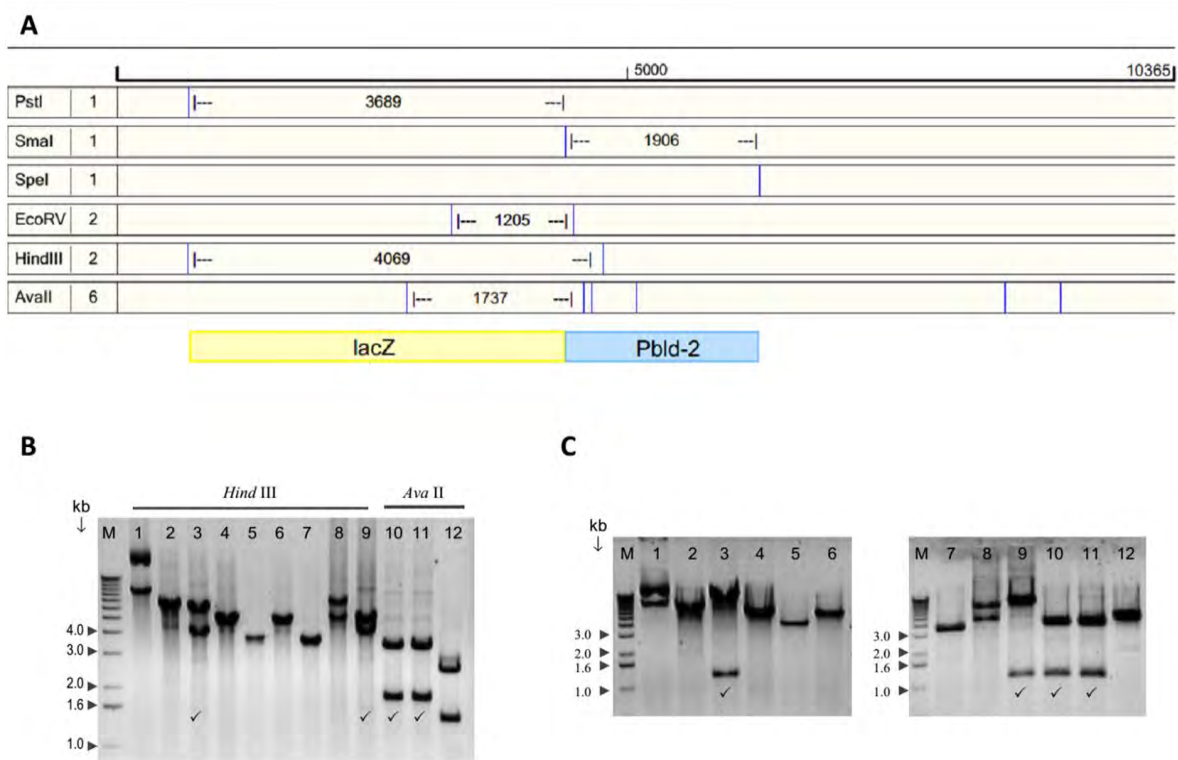 A
5000 10365
PstI 1 3689
SmaI 1 1906
SpeI 1
EcoRV 2 1205
HindIII 2 4069
AvaII 6 1737
lacZ Pbld-2
B
Hind III Ava II
kb
↓
M 1 2 3 4 5 6 7 8 9 10 11 12
4.0
3.0
2.0
1.6
1.0
✓ ✓ ✓ ✓
C
kb
↓
M 1 2 3 4 5 6
3.0
2.0
1.6
1.0
✓
M 7 8 9 10 11 12
3.0
2.0
1.6
1.0
✓ ✓ ✓